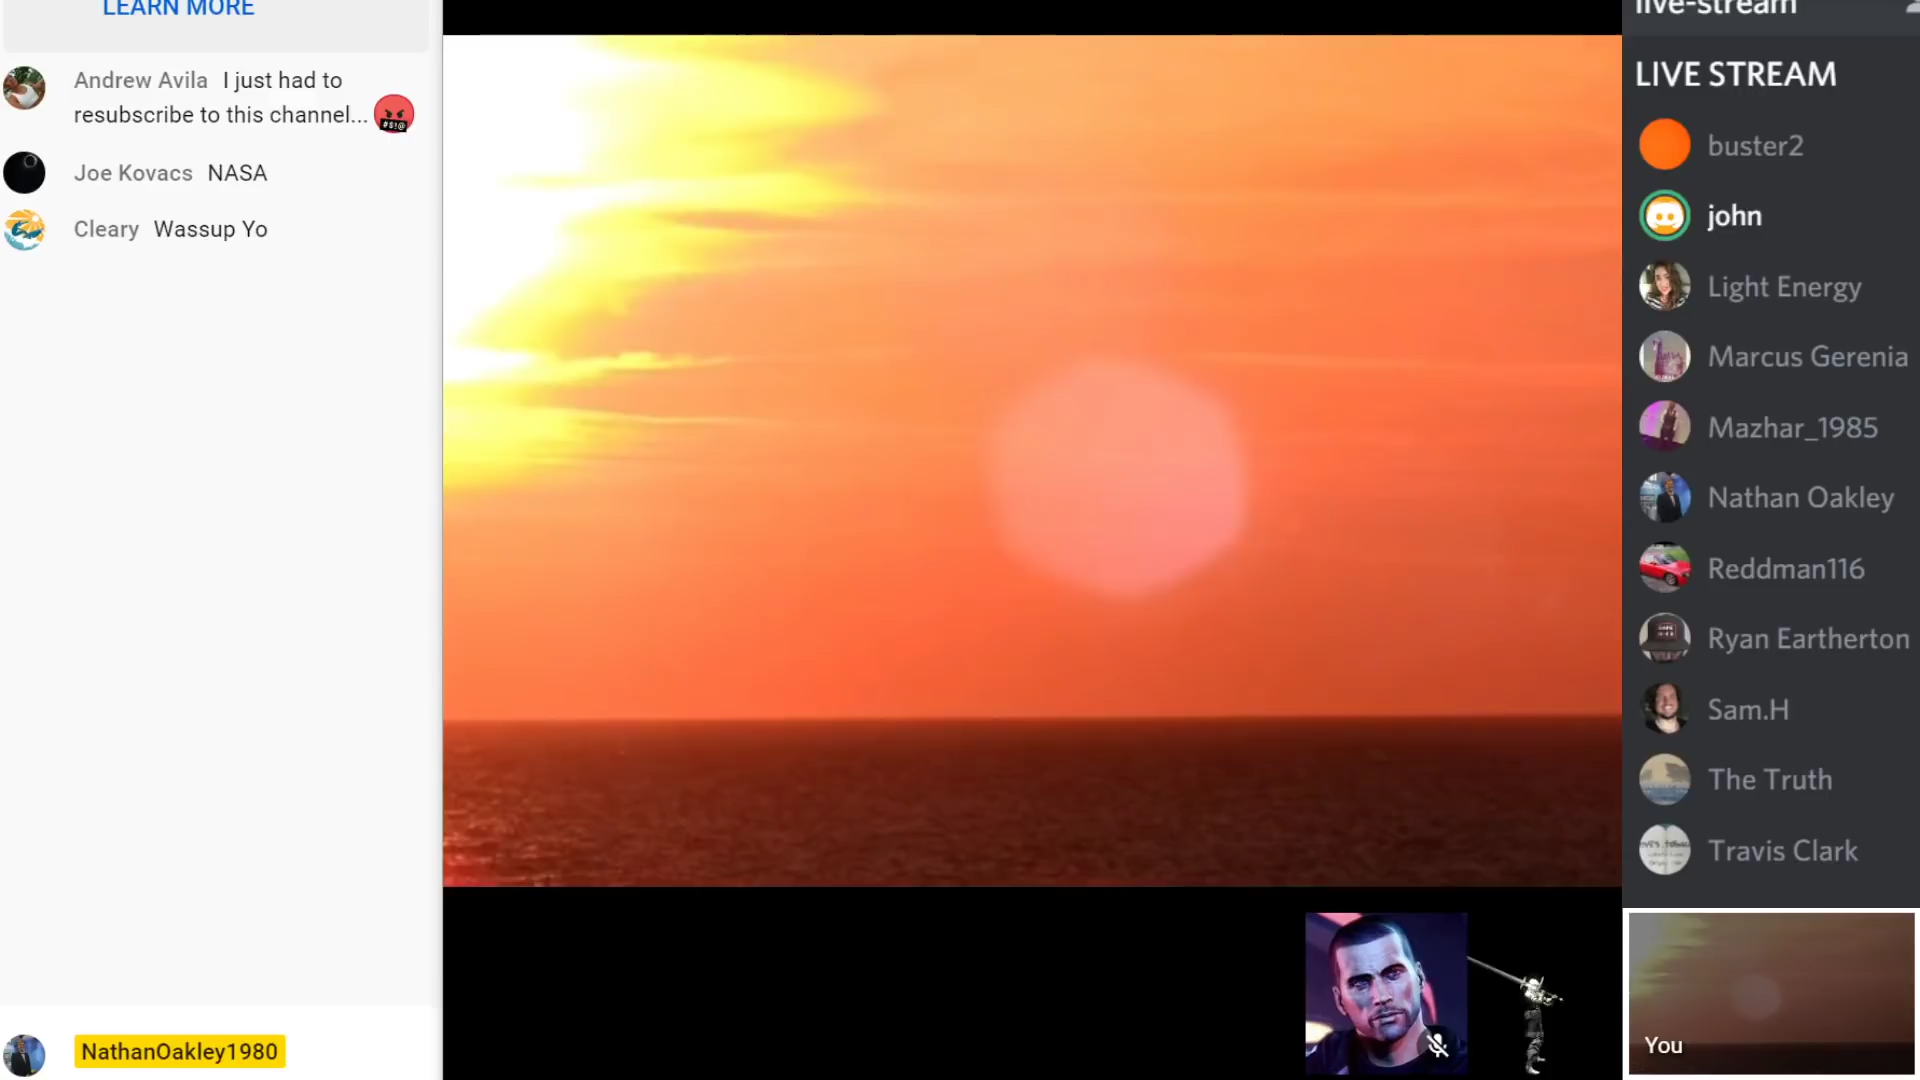 LEARN MORE
Andrew Avila I just had to
resubscribe to this channel...
Joe Kovacs NASA
Cleary Wassup Yo
NathanOakley1980
live-stream
LIVE STREAM
buster2
john
Light Energy
Marcus Gerenia
Mazhar_1985
Nathan Oakley
Reddman116
Ryan Eartherton
Sam.H
The Truth
Travis Clark
You